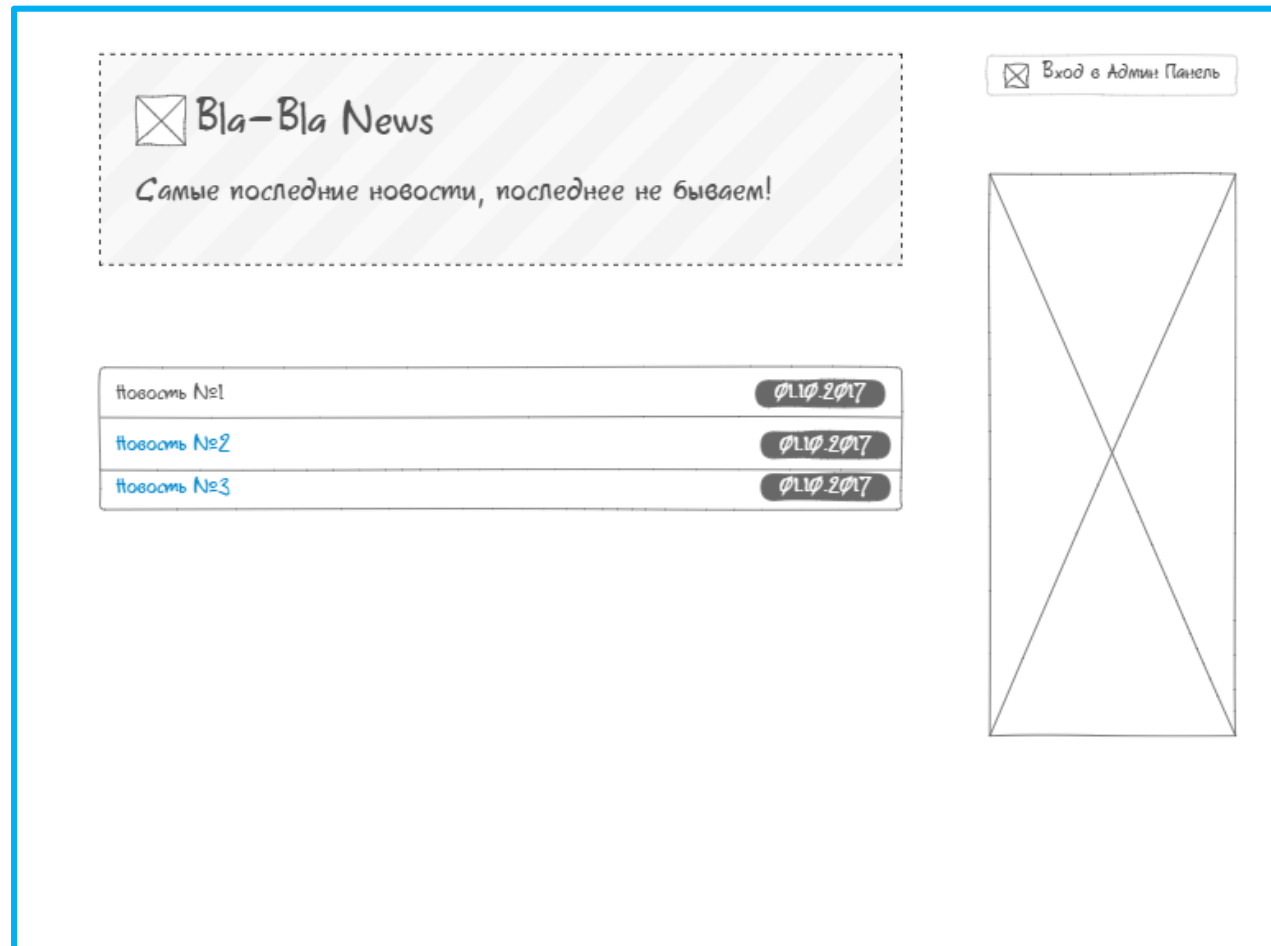 Bla-Bla News
Самые последние новости, последнее не бываем!
Вход в Админ Панель
Новость №1 01.10.2017
Новость №2 01.10.2017
Новость №3 01.10.2017